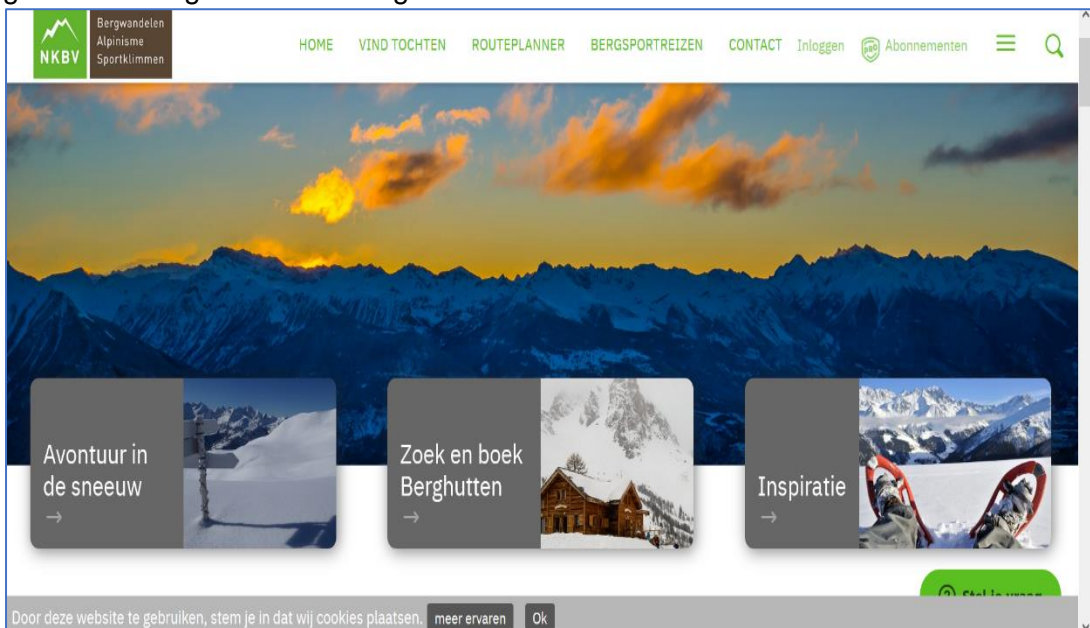 NKBV
Bergwandelen
Alpinisme
Sportklimmen
HOME VIND TOCHTEN ROUTEPLANNER BERGSPORTREIZEN CONTACT Inloggen PRO Abonnementen
Avontuur in
de sneeuw
→
Zoek en boek
Berghutten
→
Inspiratie
→
Door deze website te gebruiken, stem je in dat wij cookies plaatsen. meer ervaren Ok